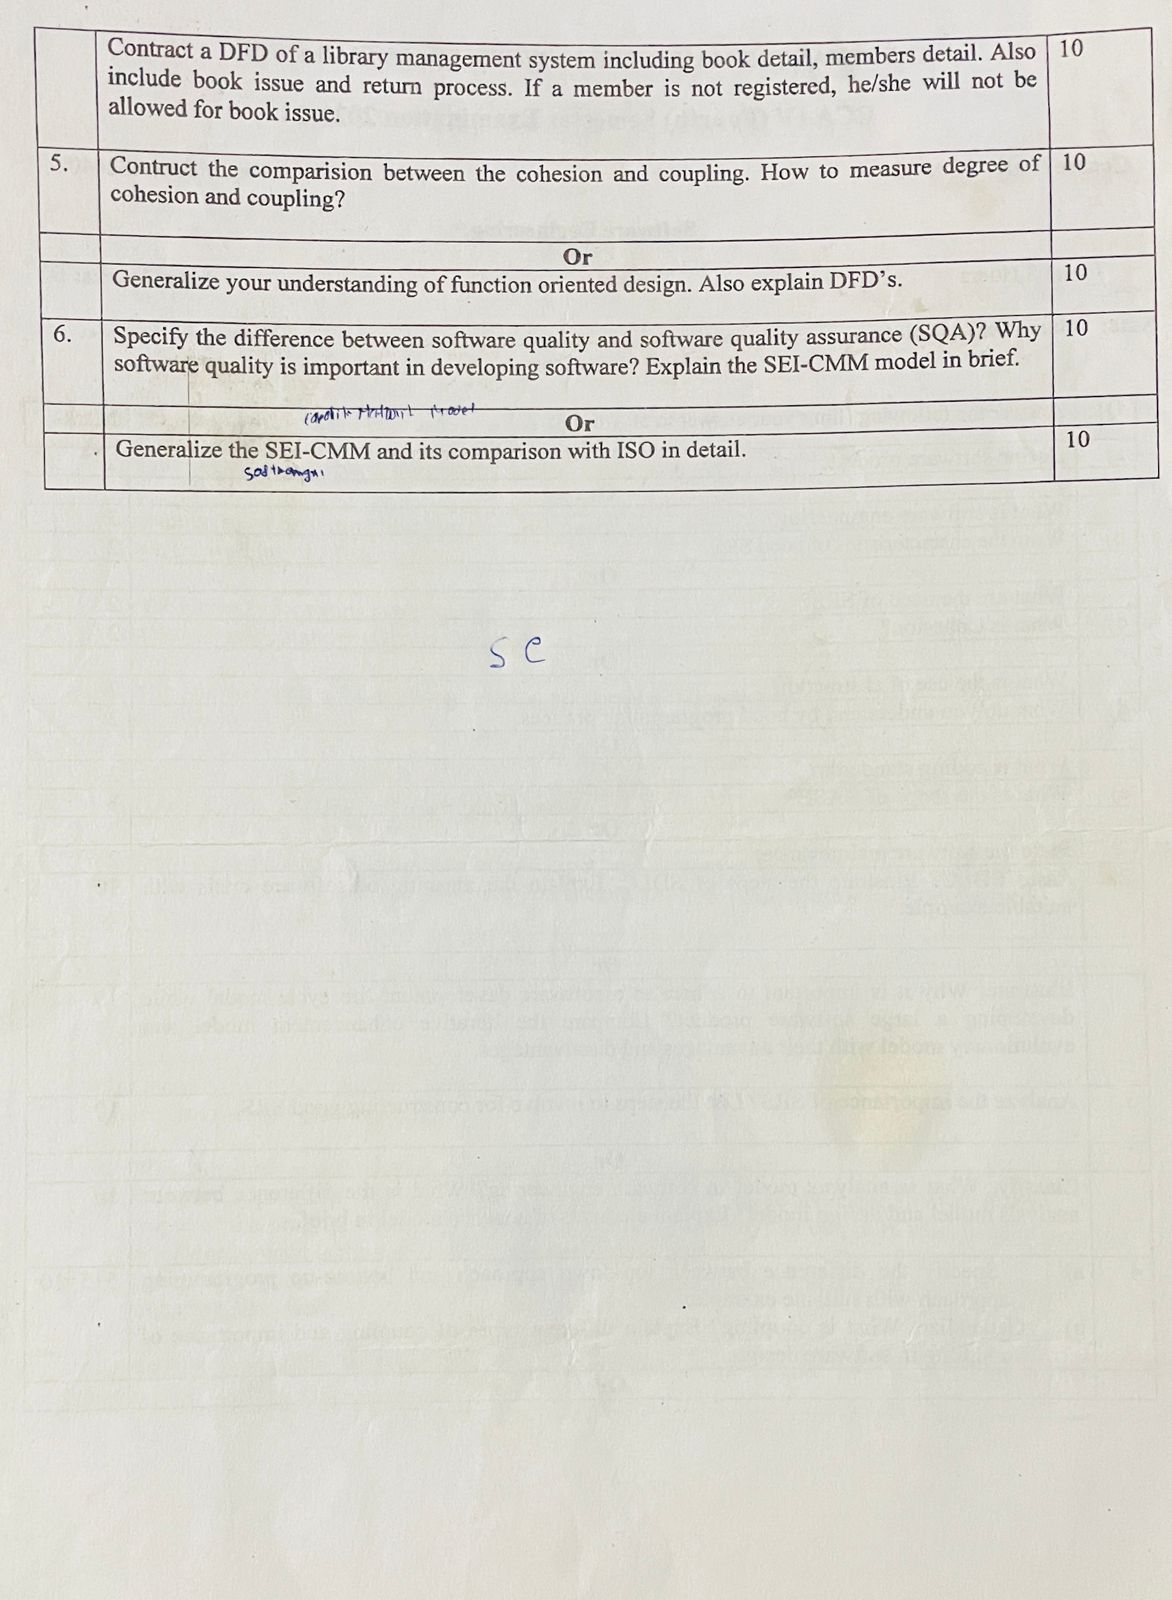 Contract a DFD of a library management system including book detail, members detail. Also 10
include book issue and return process. If a member is not registered, he/she will not be
allowed for book issue.
5. Contruct the comparision between the cohesion and coupling. How to measure degree of 10
cohesion and coupling?
Or
Generalize your understanding of function oriented design. Also explain DFD's. 10
6. Specify the difference between software quality and software quality assurance (SQA)? Why 10
software quality is important in developing software? Explain the SEI-CMM model in brief.
Model
Or
Generalize the SEI-CMM and its comparison with ISO in detail. 10
se